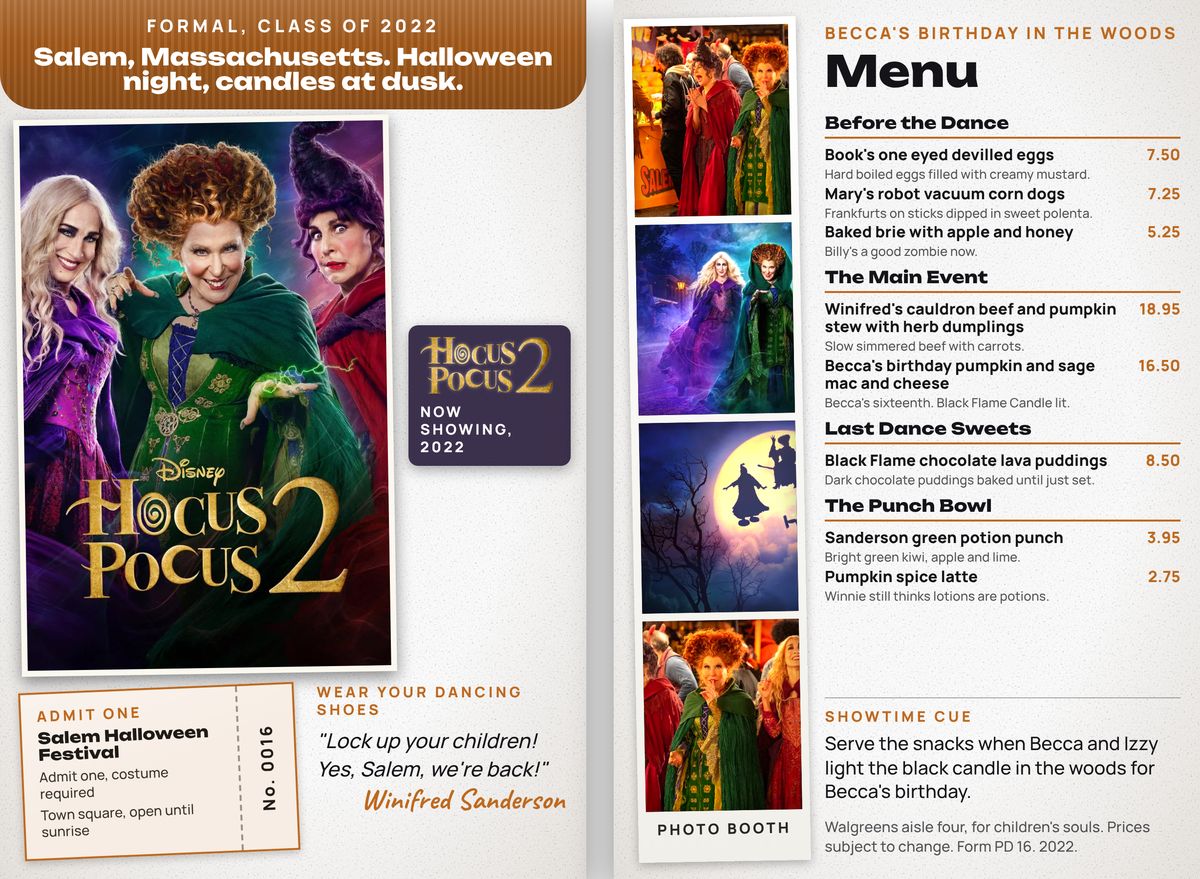 FORMAL, CLASS OF 2022
Salem, Massachusetts. Halloween
night, candles at dusk.
Disney
Hocus
Pocus 2
Hocus
Pocus 2
NOW
SHOWING,
2022
ADMIT ONE
Salem Halloween
Festival
Admit one, costume
required
Town square, open until
sunrise
No. 0016
WEAR YOUR DANCING
SHOES
"Lock up your children!
Yes, Salem, we're back!"
Winifred Sanderson
SALE
PHOTO BOOTH
BECCA'S BIRTHDAY IN THE WOODS
Menu
Before the Dance
Book's one eyed devilled eggs 7.50
Hard boiled eggs filled with creamy mustard.
Mary's robot vacuum corn dogs 7.25
Frankfurts on sticks dipped in sweet polenta.
Baked brie with apple and honey 5.25
Billy's a good zombie now.
The Main Event
Winifred's cauldron beef and pumpkin 18.95
stew with herb dumplings
Slow simmered beef with carrots.
Becca's birthday pumpkin and sage 16.50
mac and cheese
Becca's sixteenth. Black Flame Candle lit.
Last Dance Sweets
Black Flame chocolate lava puddings 8.50
Dark chocolate puddings baked until just set.
The Punch Bowl
Sanderson green potion punch 3.95
Bright green kiwi, apple and lime.
Pumpkin spice latte 2.75
Winnie still thinks lotions are potions.
SHOWTIME CUE
Serve the snacks when Becca and Izzy
light the black candle in the woods for
Becca's birthday.
Walgreens aisle four, for children's souls. Prices
subject to change. Form PD 16. 2022.